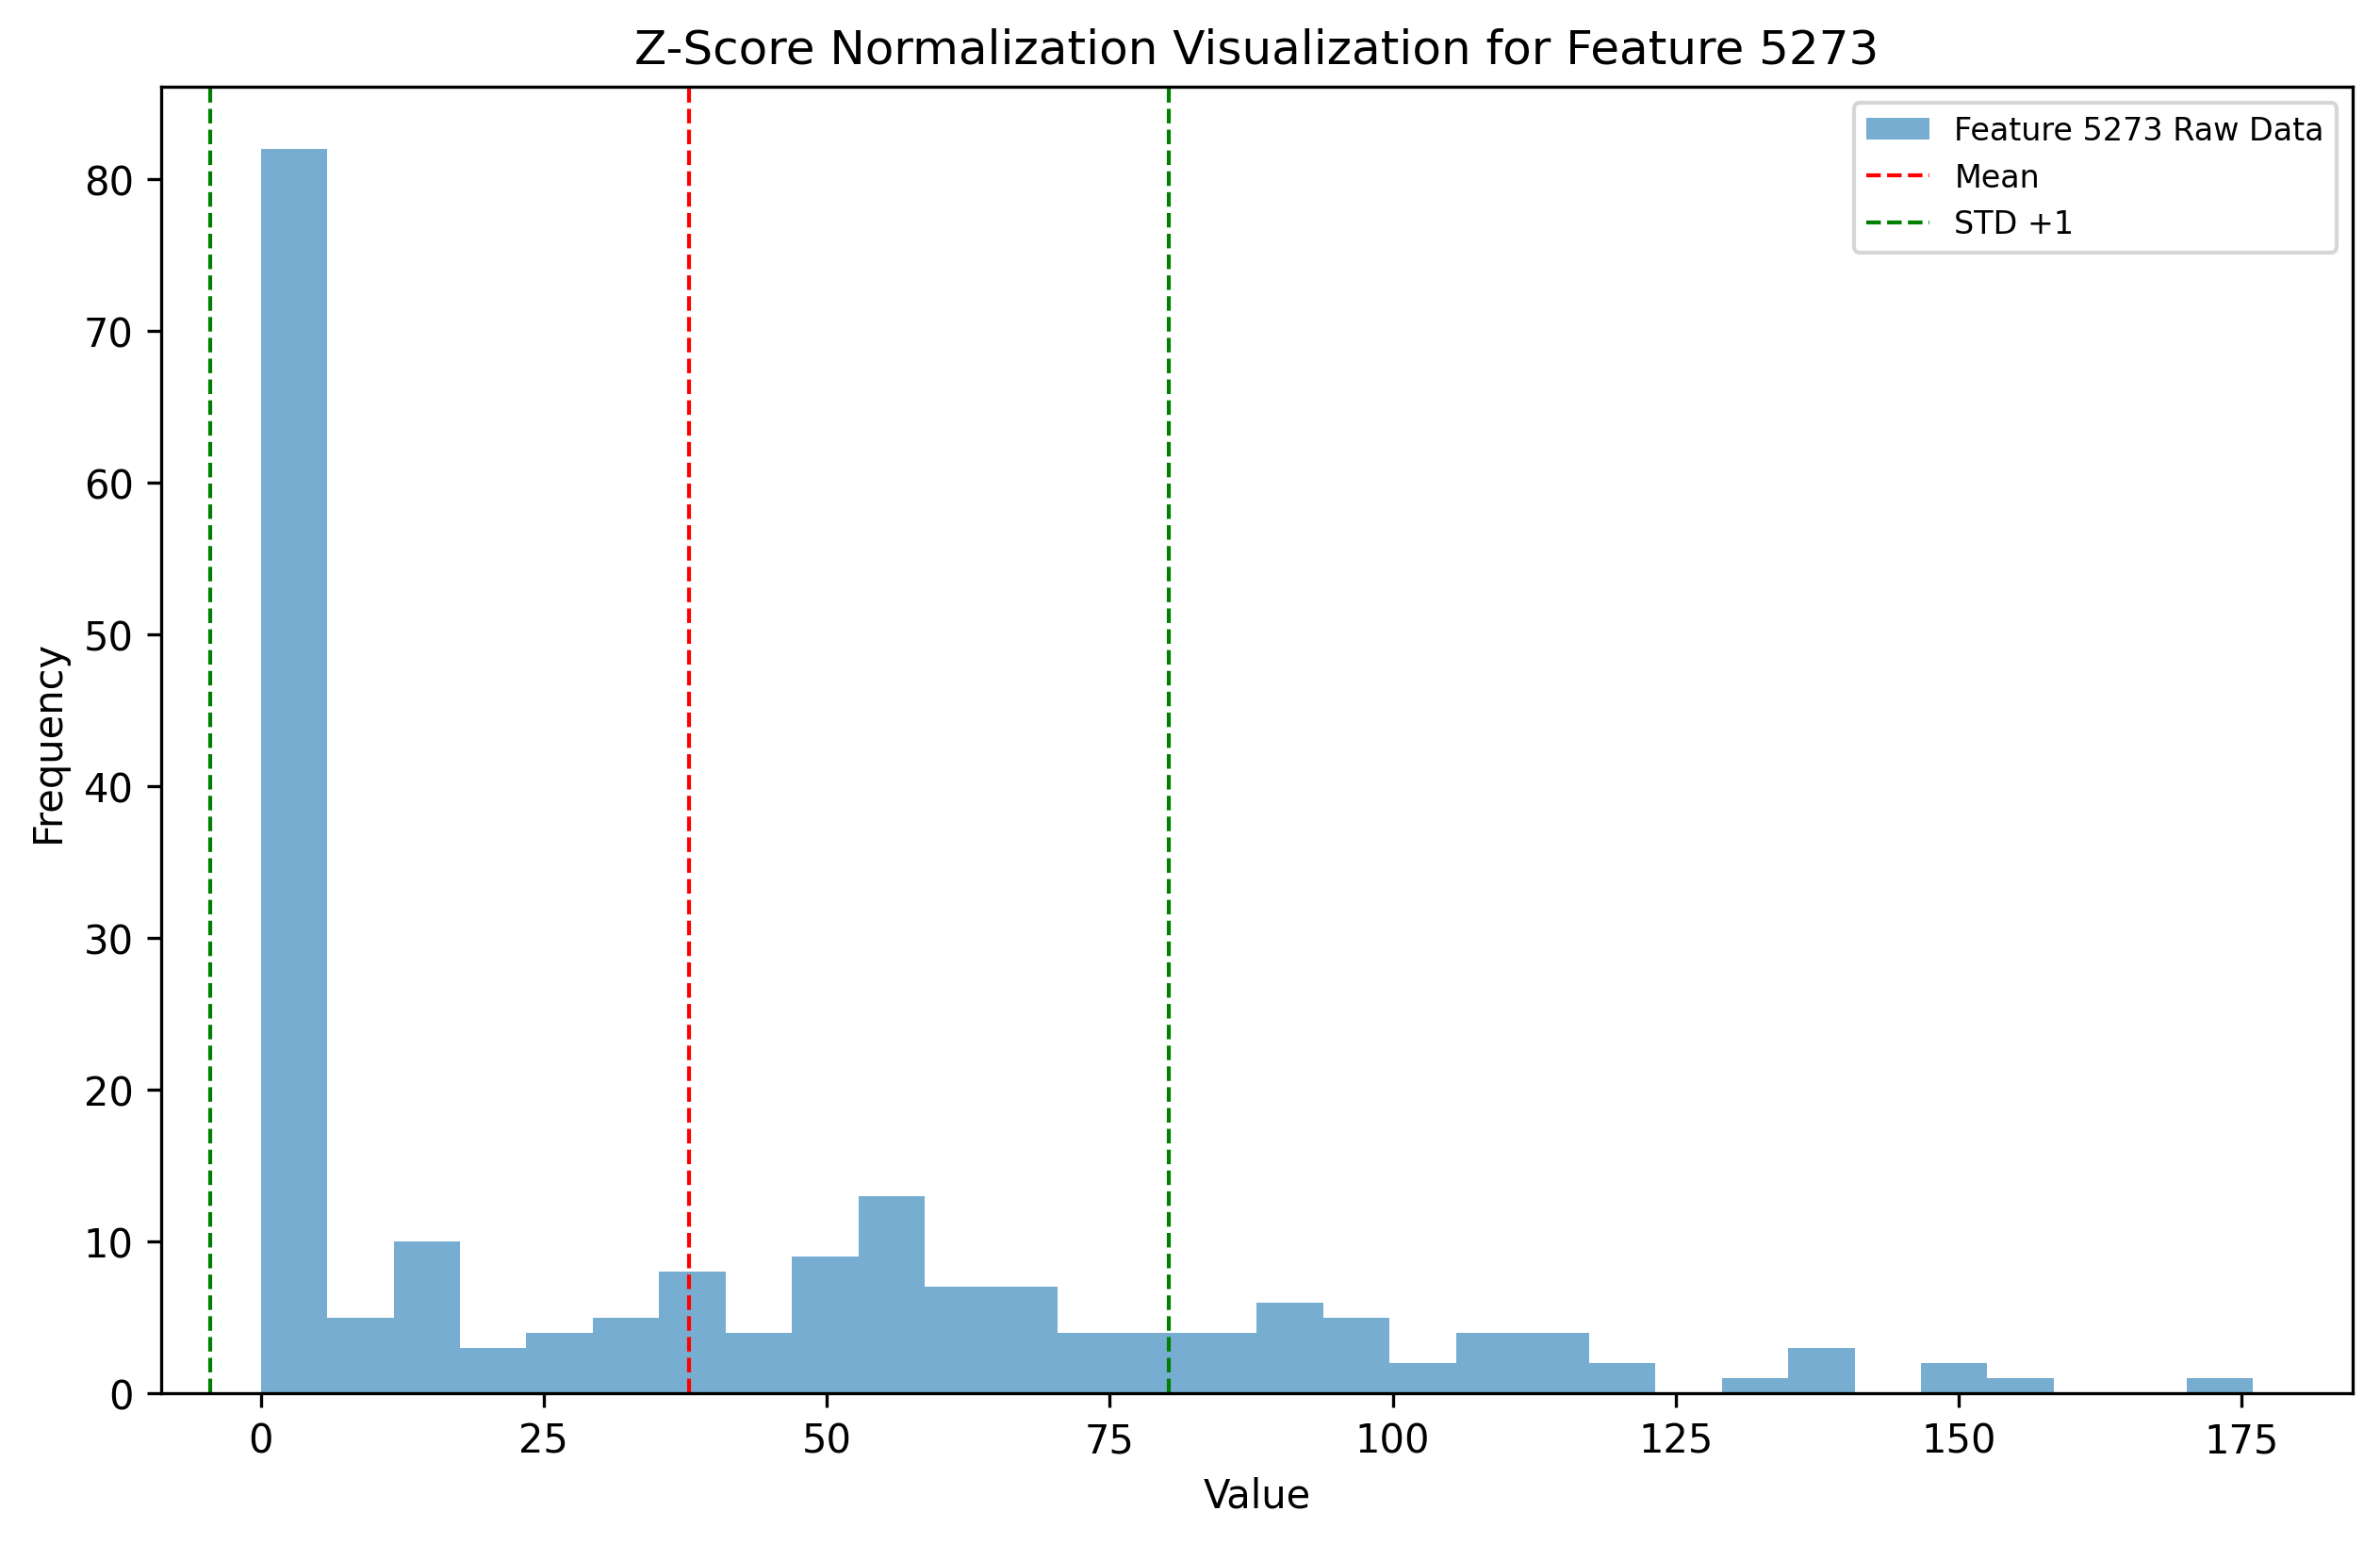 Z-Score Normalization Visualization for Feature 5273
Feature 5273 Raw Data
Mean
STD +1
80
70
60
50
40
30
20
10
0
Frequency
0 25 50 75 100 125 150 175
Value